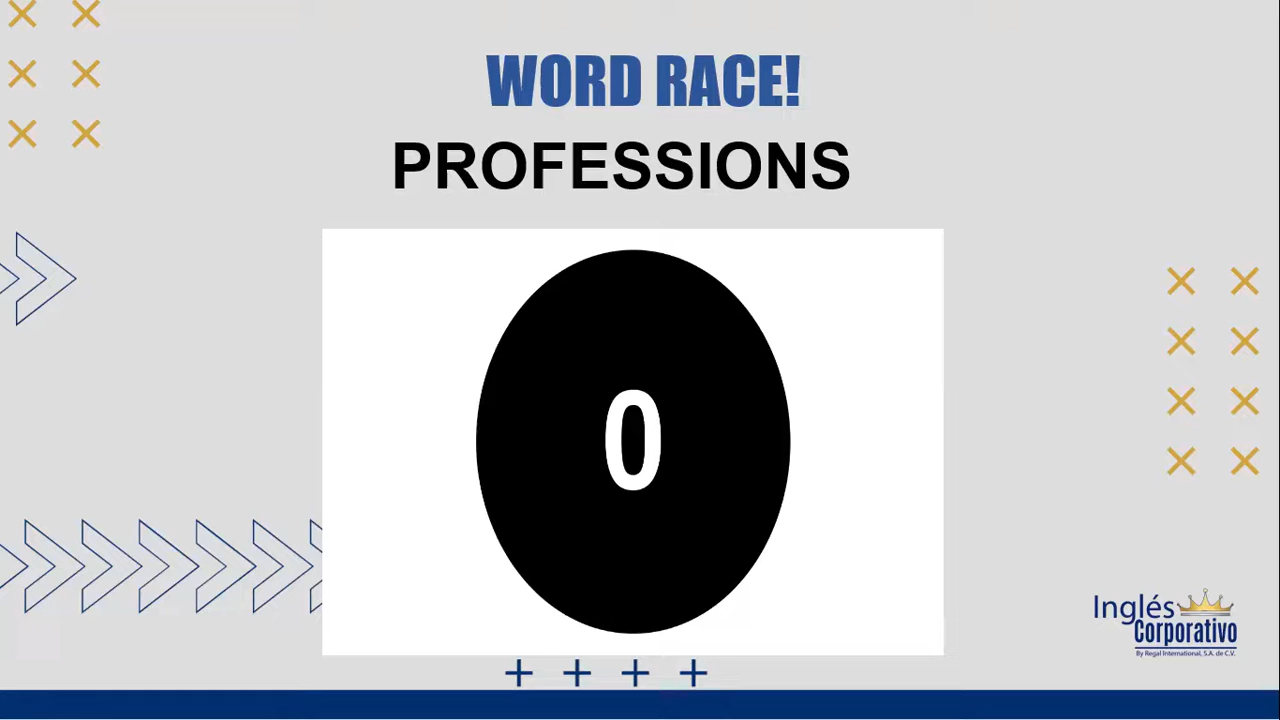 WORD RACE!
PROFESSIONS
0
Inglés
Corporativo
By Regal International, S.A. de C.V.